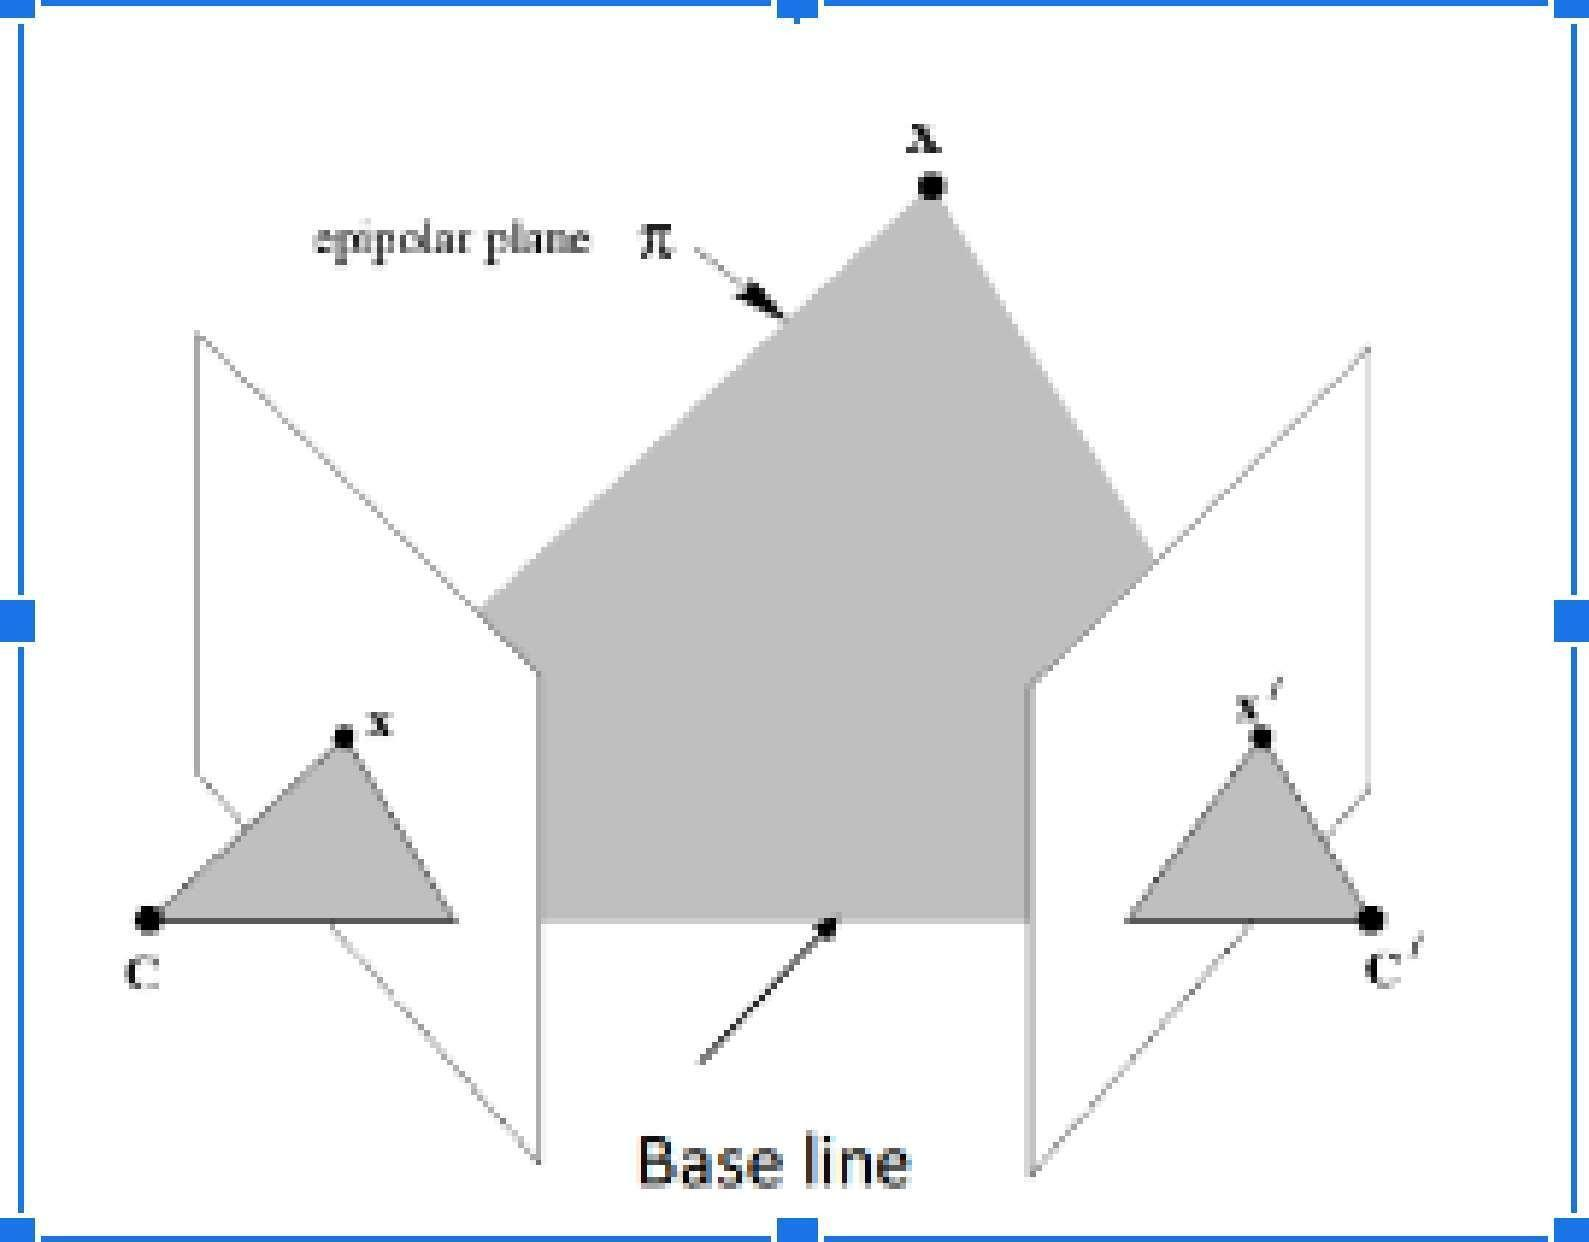 X
epipolar plane π
x
x′
C
C′
Base line